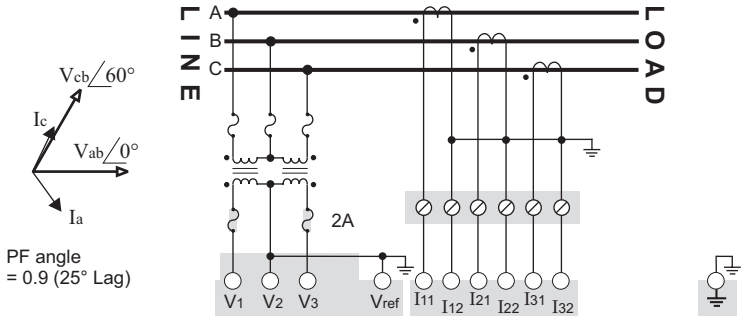 A
B
C
LINE
LOAD
Vcb/60°
Ic
Vab/0°
Ia
2A
PF angle
= 0.9 (25° Lag)
V1 V2 V3 Vref I11 I12 I21 I22 I31 I32